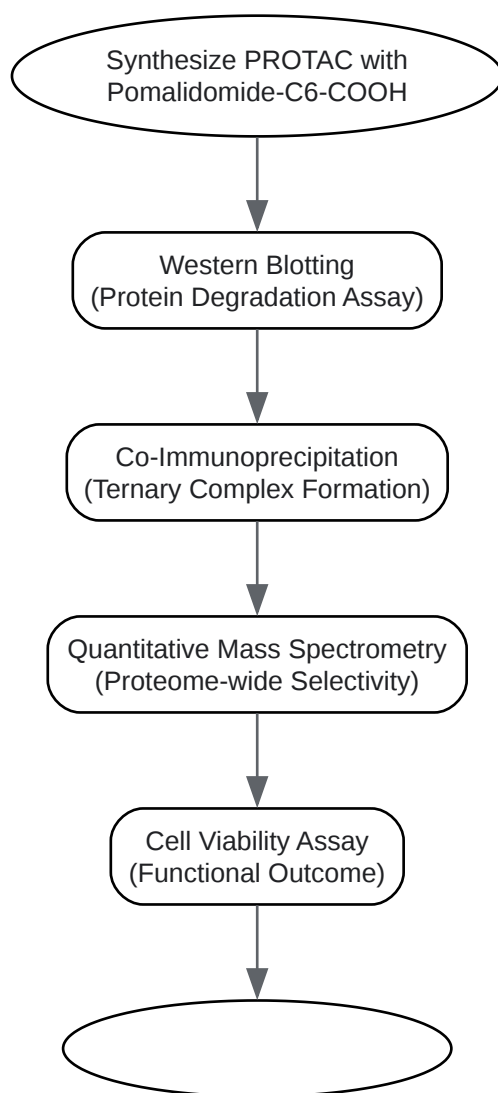 Synthesize PROTAC with
Pomalidomide-C6-COOH
Western Blotting
(Protein Degradation Assay)
Co-Immunoprecipitation
(Ternary Complex Formation)
Quantitative Mass Spectrometry
(Proteome-wide Selectivity)
Cell Viability Assay
(Functional Outcome)